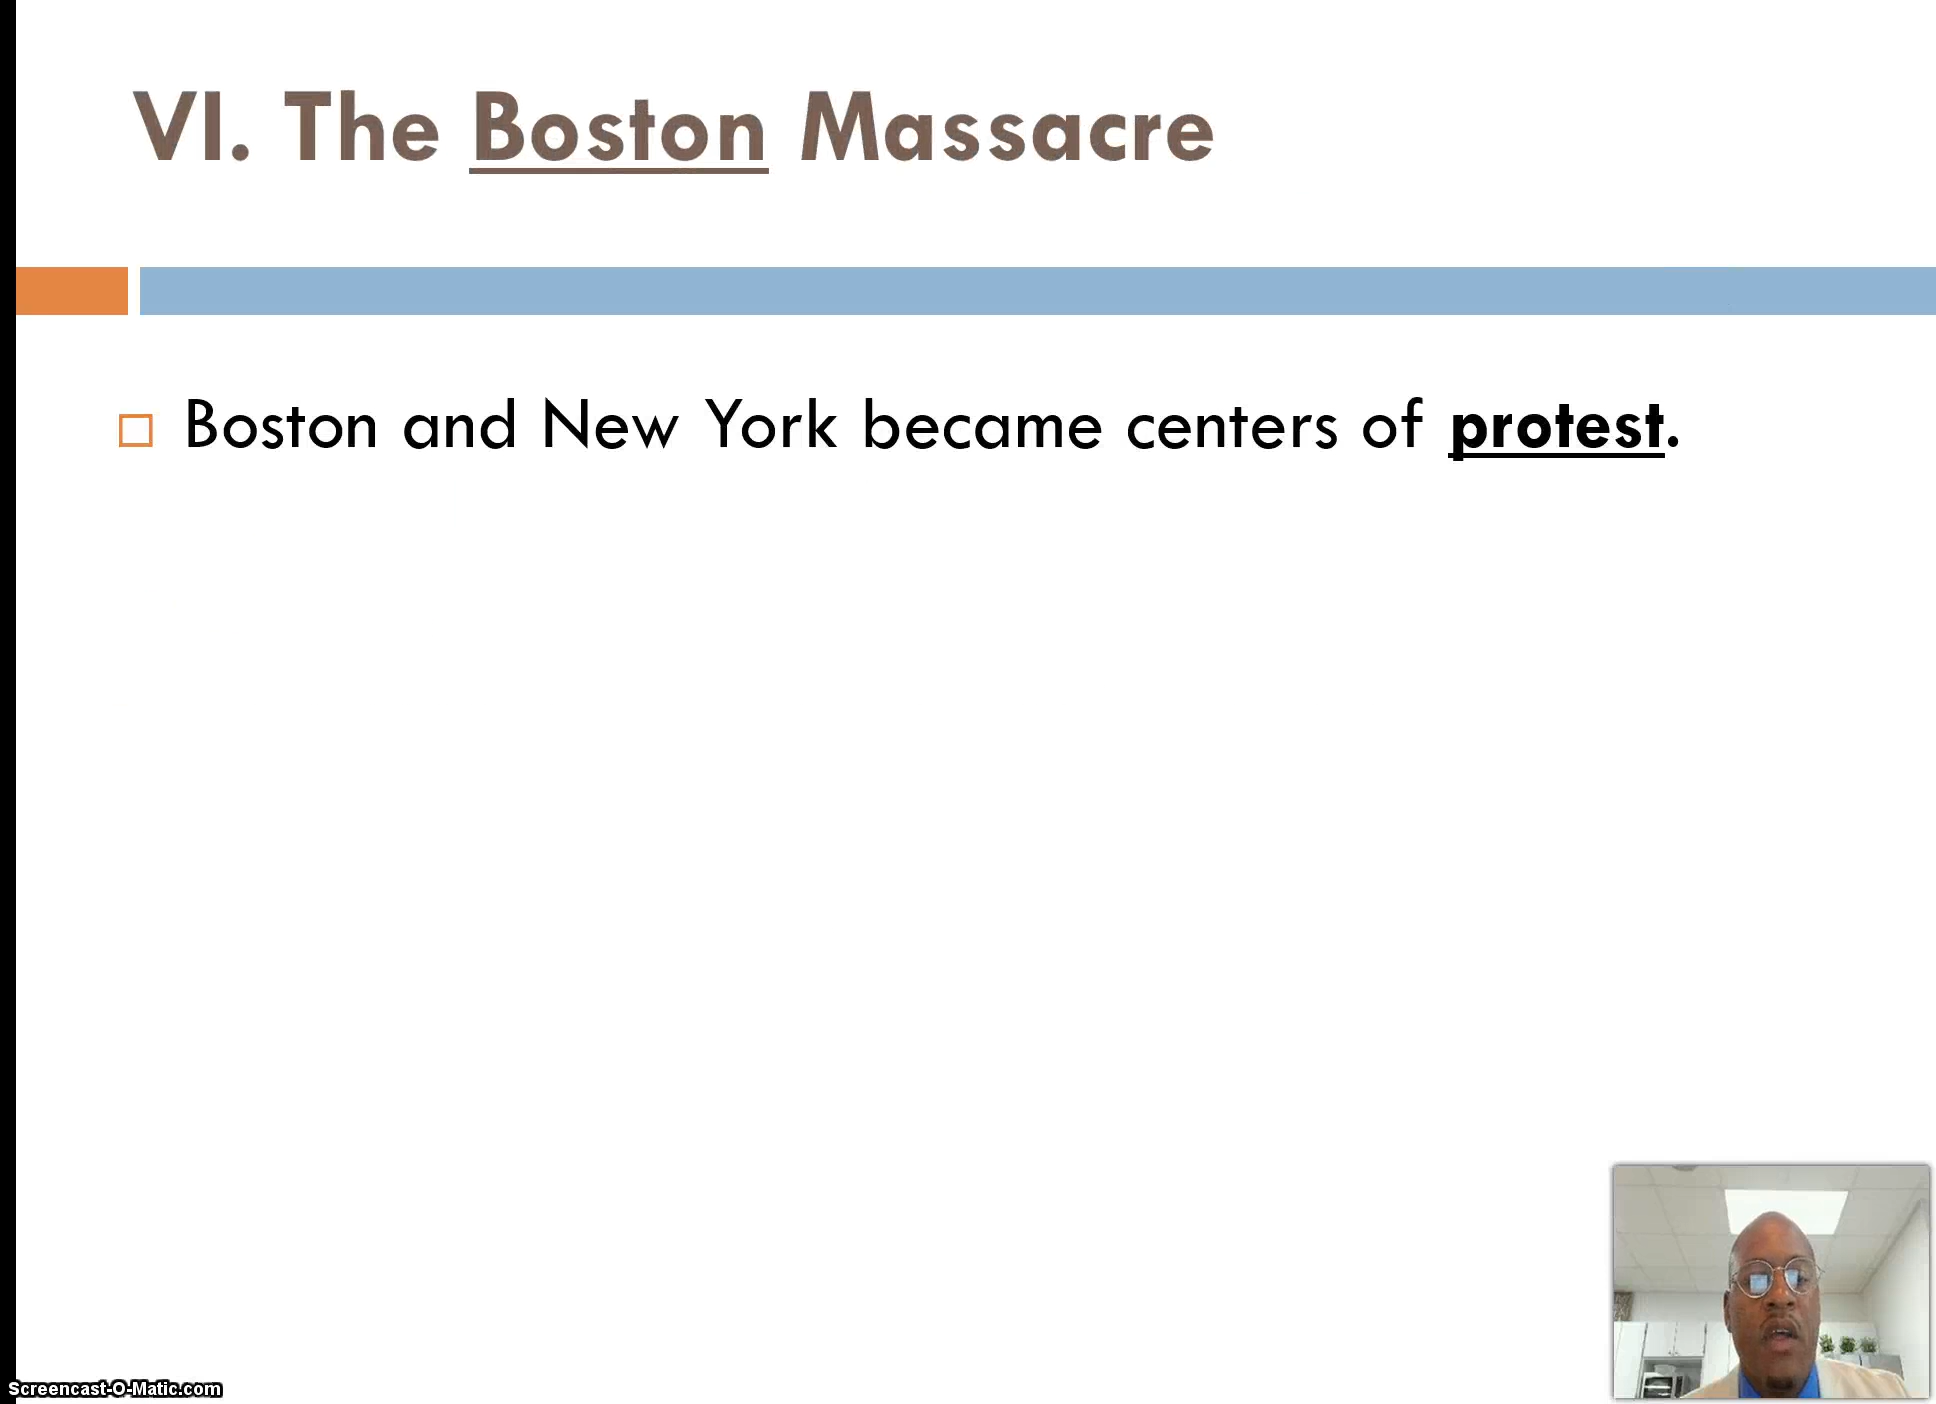 VI. The Boston Massacre
Boston and New York became centers of protest.
Screencast-O-Matic.com